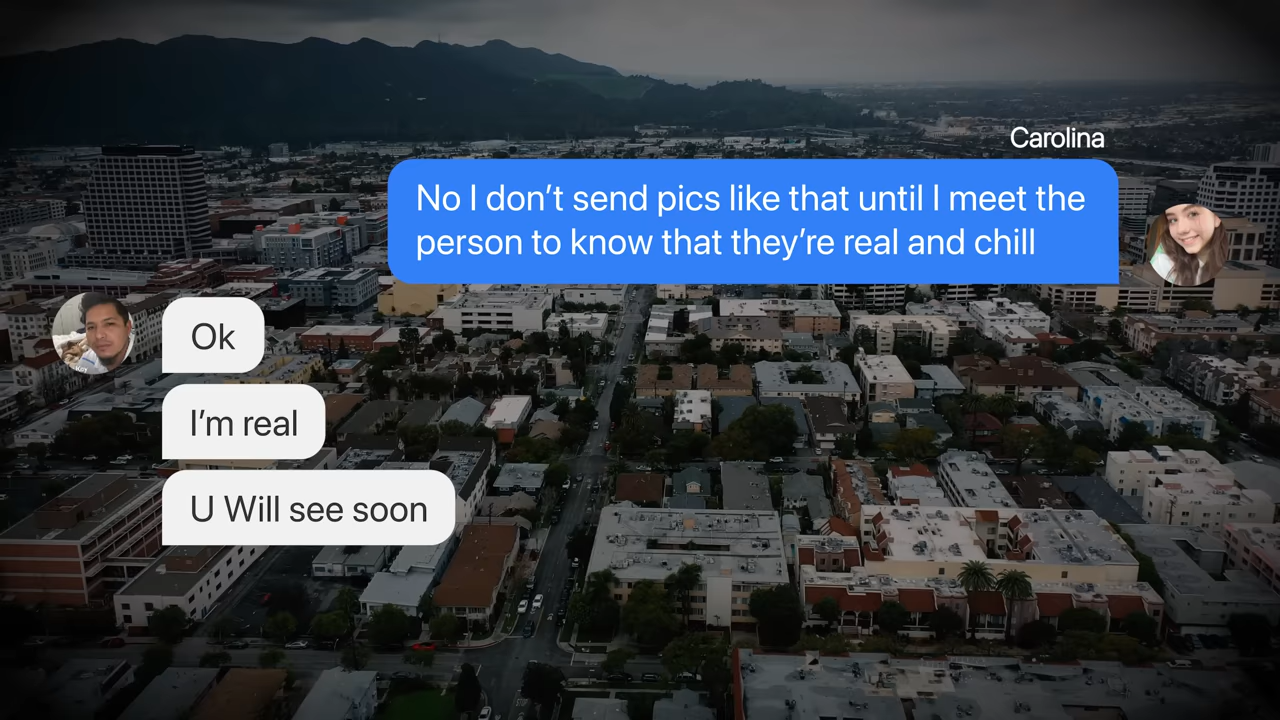 Carolina
No I don’t send pics like that until I meet the
person to know that they’re real and chill
Ok
I’m real
U Will see soon